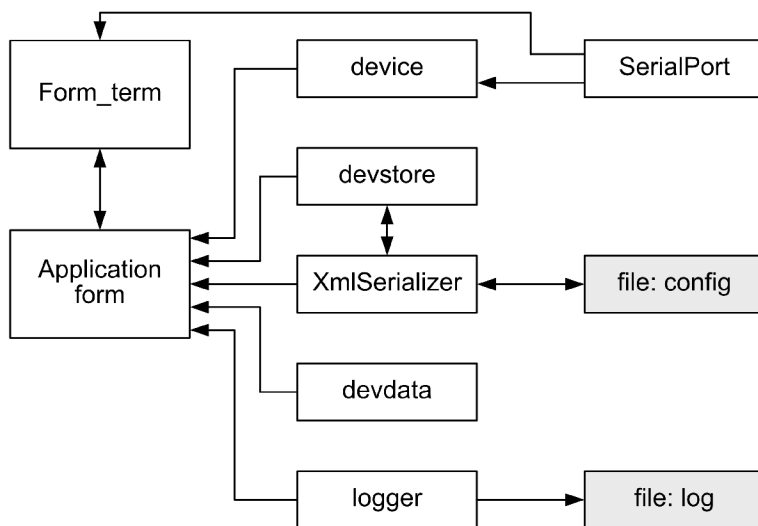 Form_term
device
SerialPort
devstore
Application
form
XmlSerializer
file: config
devdata
logger
file: log